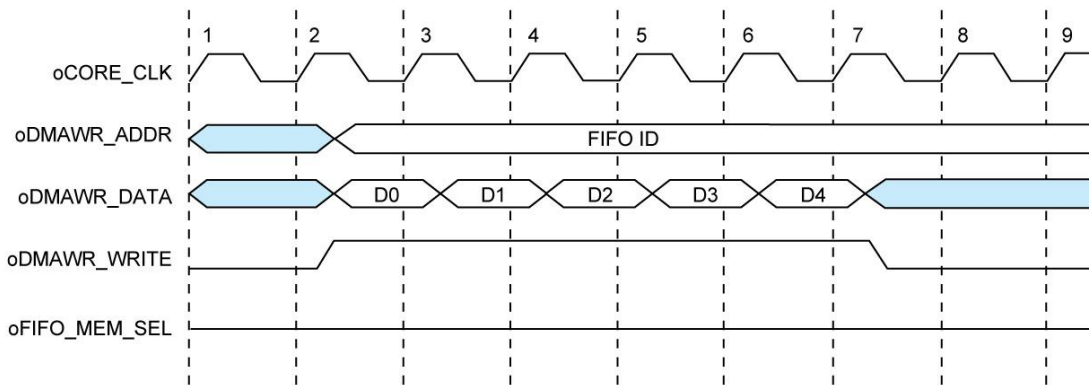 1 2 3 4 5 6 7 8 9
oCORE_CLK
oDMAWR_ADDR FIFO ID
oDMAWR_DATA D0 D1 D2 D3 D4
oDMAWR_WRITE
oFIFO_MEM_SEL